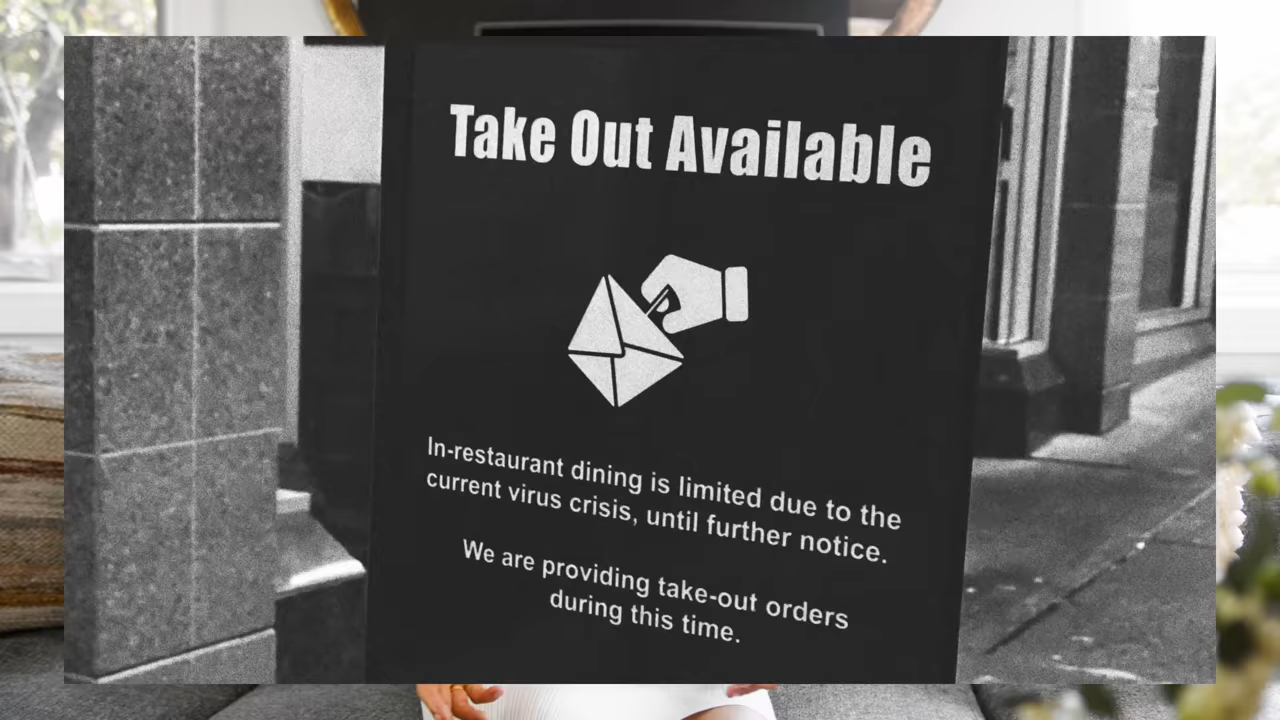 Take Out Available
In-restaurant dining is limited due to the
current virus crisis, until further notice.
We are providing take-out orders
during this time.